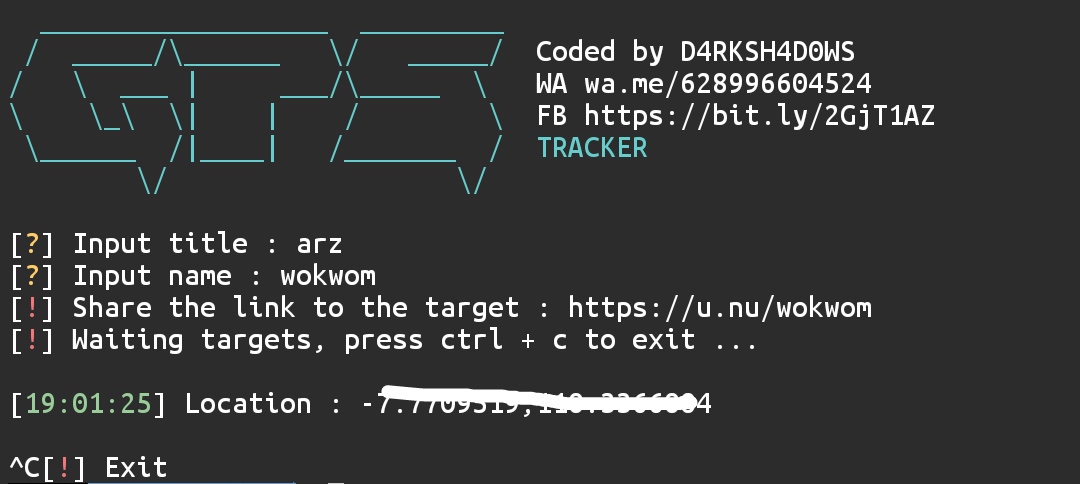 Coded by D4RKSH4D0WS
WA wa.me/628996604524
FB https://bit.ly/2GjT1AZ
TRACKER
[?] Input title : arz
[?] Input name : wokwom
[!] Share the link to the target : https://u.nu/wokwom
[!] Waiting targets, press ctrl + c to exit ...
[19:01:25] Location :
^C[!] Exit